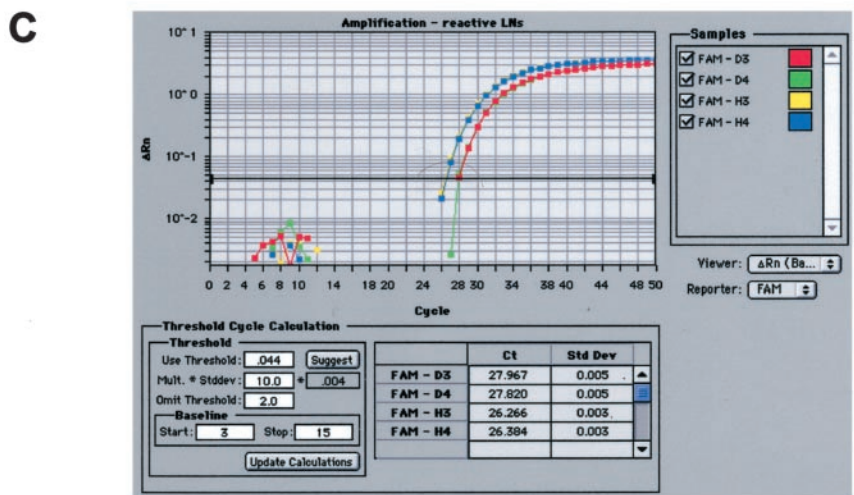 C
Amplification - reactive LNs
10^1
10^0
10^-1
10^-2
ΔRn
0 2 4 6 8 10 12 14 16 18 20 24 28 30 34 38 40 44 48 50
Cycle
Samples
FAM - D3
FAM - D4
FAM - H3
FAM - H4
Viewer: ΔRn (Ba...
Reporter: FAM
Threshold Cycle Calculation
Threshold
Use Threshold: .044 Suggest
Mult. * Stddev: 10.0 * .004
Omit Threshold: 2.0
Baseline
Start: 3 Stop: 15
Update Calculations
Ct Std Dev
FAM - D3 27.967 0.005
FAM - D4 27.820 0.005
FAM - H3 26.266 0.003
FAM - H4 26.384 0.003